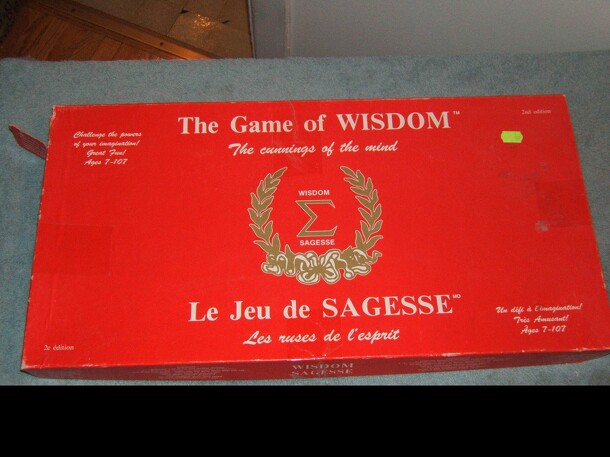 The Game of WISDOM™
The cunnings of the mind
Challenge the powers
of your imagination!
Great Fun!
Ages 7-107
2nd edition
WISDOM
Σ
SAGESSE
Le Jeu de SAGESSE MD
Les ruses de l'esprit
2e édition
Un défi à l'imagination!
Très Amusant!
Ages 7-107
WISDOM
SAGESSE